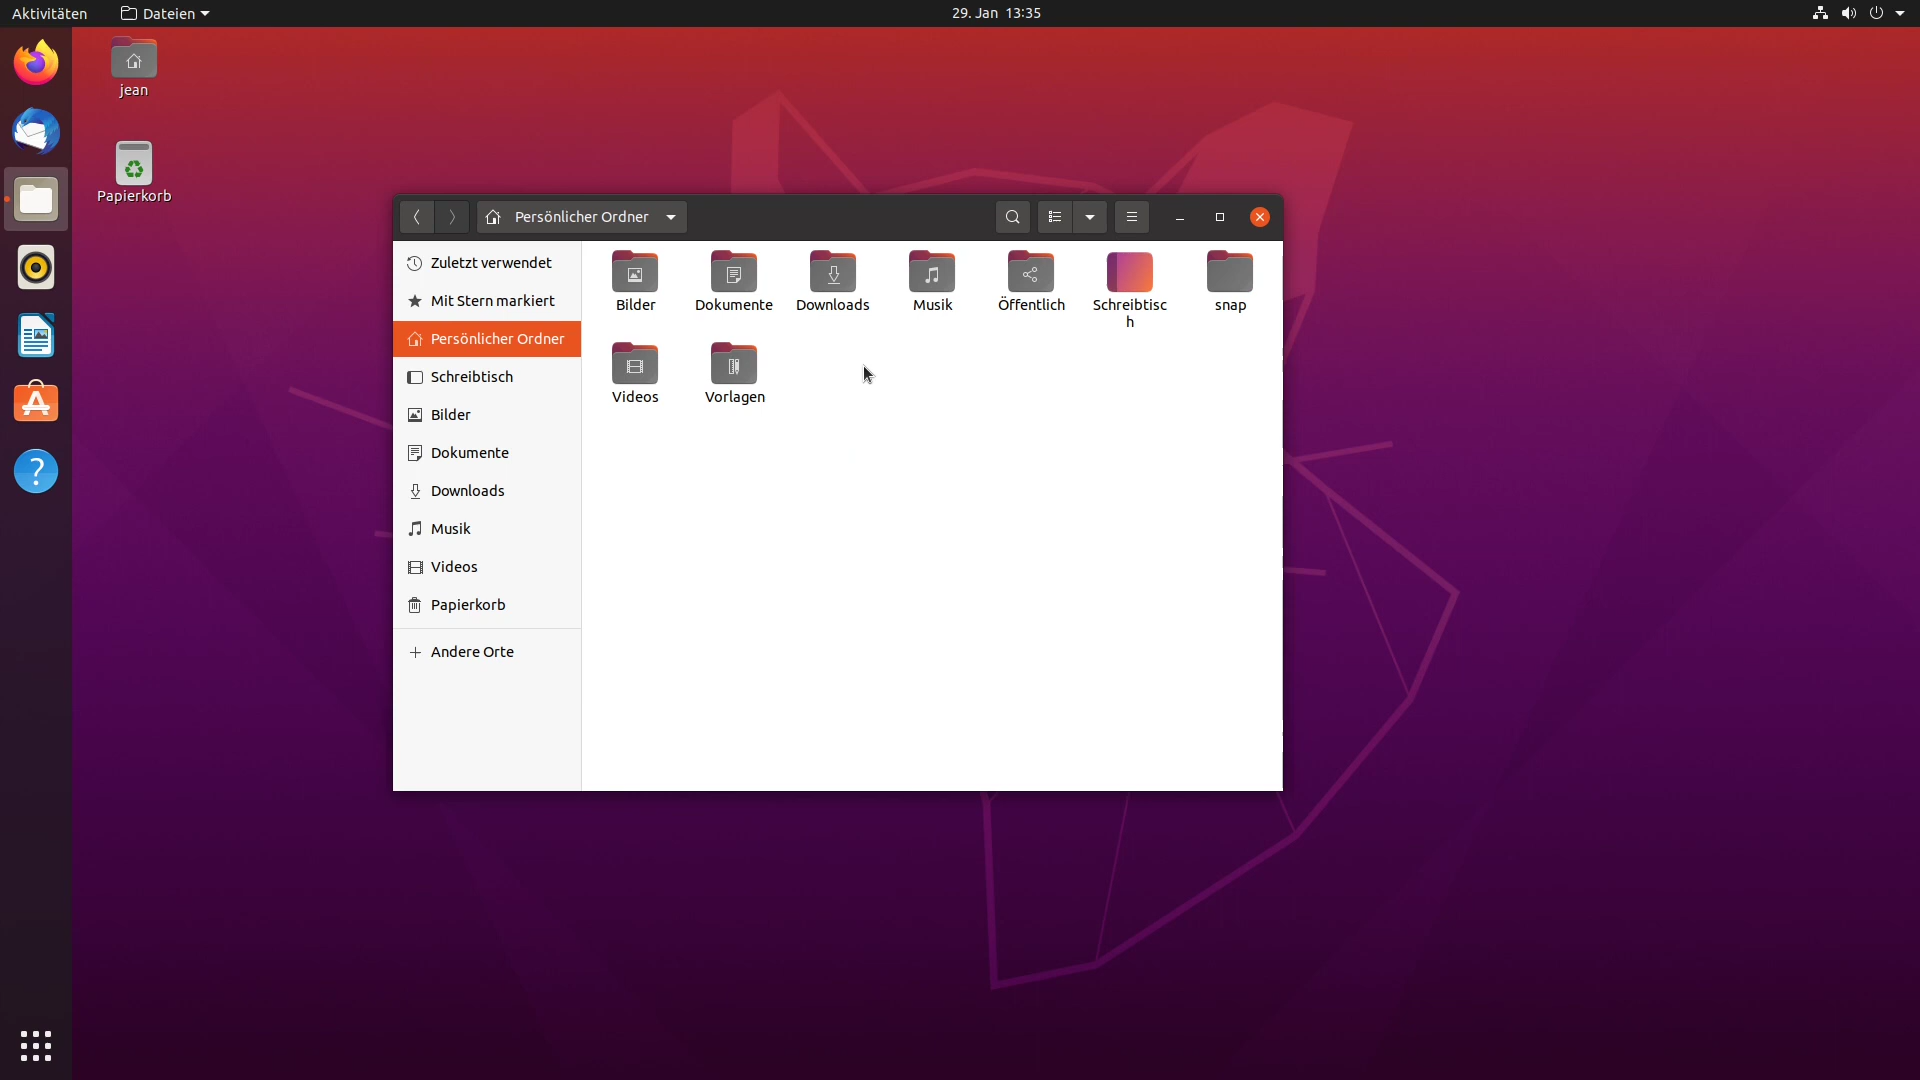 Aktivitäten Dateien 29. Jan 13:35
jean
Papierkorb
Persönlicher Ordner
Zuletzt verwendet
Mit Stern markiert
Persönlicher Ordner
Schreibtisch
Bilder
Dokumente
Downloads
Musik
Videos
Papierkorb
Andere Orte
Bilder Dokumente Downloads Musik Öffentlich Schreibtisc snap
h
Videos Vorlagen
?